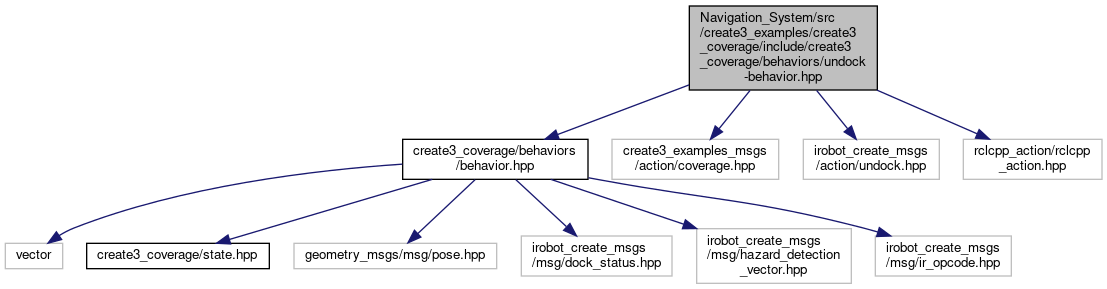 Navigation_System/src
/create3_examples/create3
_coverage/include/create3
_coverage/behaviors/undock
-behavior.hpp
create3_coverage/behaviors
/behavior.hpp
create3_examples_msgs
/action/coverage.hpp
irobot_create_msgs
/action/undock.hpp
rclcpp_action/rclcpp
_action.hpp
vector
create3_coverage/state.hpp
geometry_msgs/msg/pose.hpp
irobot_create_msgs
/msg/dock_status.hpp
irobot_create_msgs
/msg/hazard_detection
_vector.hpp
irobot_create_msgs
/msg/ir_opcode.hpp